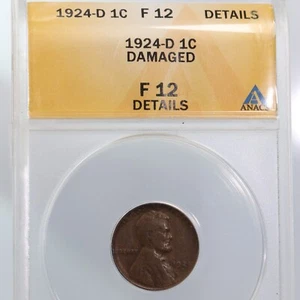 1924-D 1C F 12 DETAILS
1924-D 1C
DAMAGED
F 12
DETAILS
ANACS